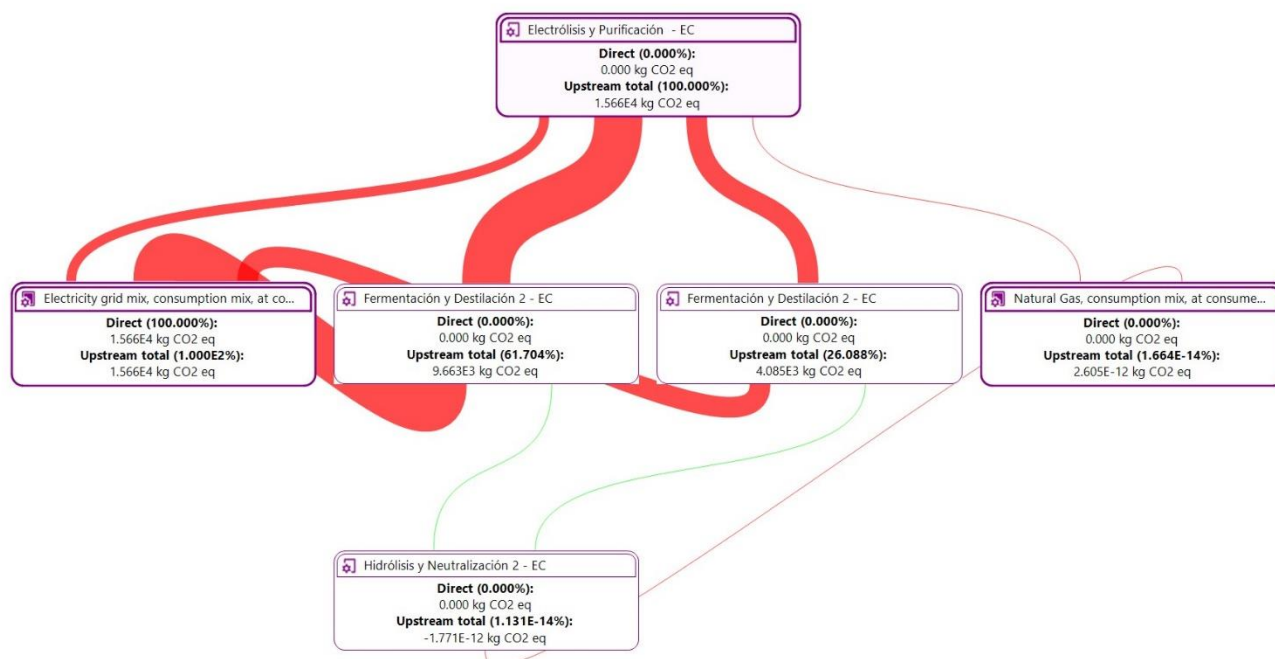 Electrólisis y Purificación  - EC
Direct (0.000%):
0.000 kg CO2 eq
Upstream total (100.000%):
1.566E4 kg CO2 eq
Electricity grid mix, consumption mix, at co...
Direct (100.000%):
1.566E4 kg CO2 eq
Upstream total (1.000E2%):
1.566E4 kg CO2 eq
Fermentación y Destilación 2 - EC
Direct (0.000%):
0.000 kg CO2 eq
Upstream total (61.704%):
9.663E3 kg CO2 eq
Fermentación y Destilación 2 - EC
Direct (0.000%):
0.000 kg CO2 eq
Upstream total (26.088%):
4.085E3 kg CO2 eq
Natural Gas, consumption mix, at consume...
Direct (0.000%):
0.000 kg CO2 eq
Upstream total (1.664E-14%):
2.605E-12 kg CO2 eq
Hidrólisis y Neutralización 2 - EC
Direct (0.000%):
0.000 kg CO2 eq
Upstream total (1.131E-14%):
-1.771E-12 kg CO2 eq